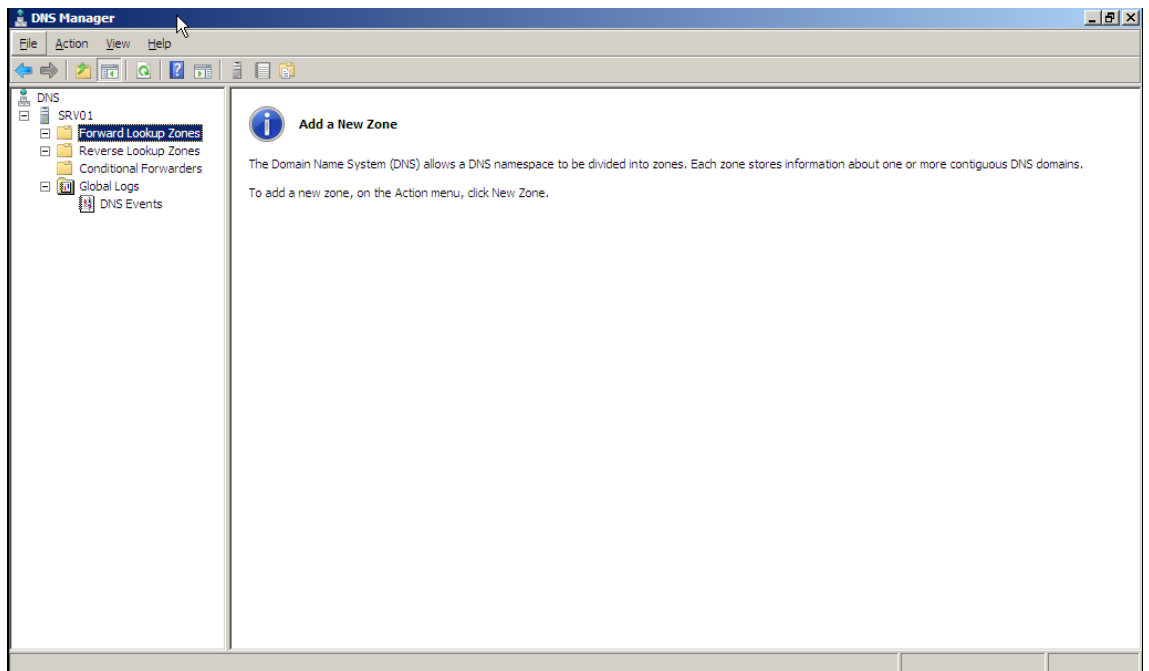 DNS Manager
File Action View Help
DNS
SRV01
Forward Lookup Zones
Reverse Lookup Zones
Conditional Forwarders
Global Logs
DNS Events
Add a New Zone
The Domain Name System (DNS) allows a DNS namespace to be divided into zones. Each zone stores information about one or more contiguous DNS domains.
To add a new zone, on the Action menu, click New Zone.